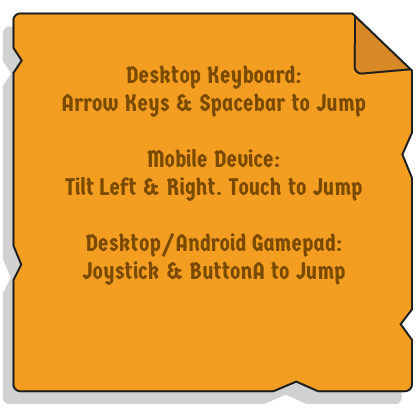 Desktop Keyboard:
Arrow Keys & Spacebar to Jump
Mobile Device:
Tilt Left & Right. Touch to Jump
Desktop/Android Gamepad:
Joystick & ButtonA to Jump